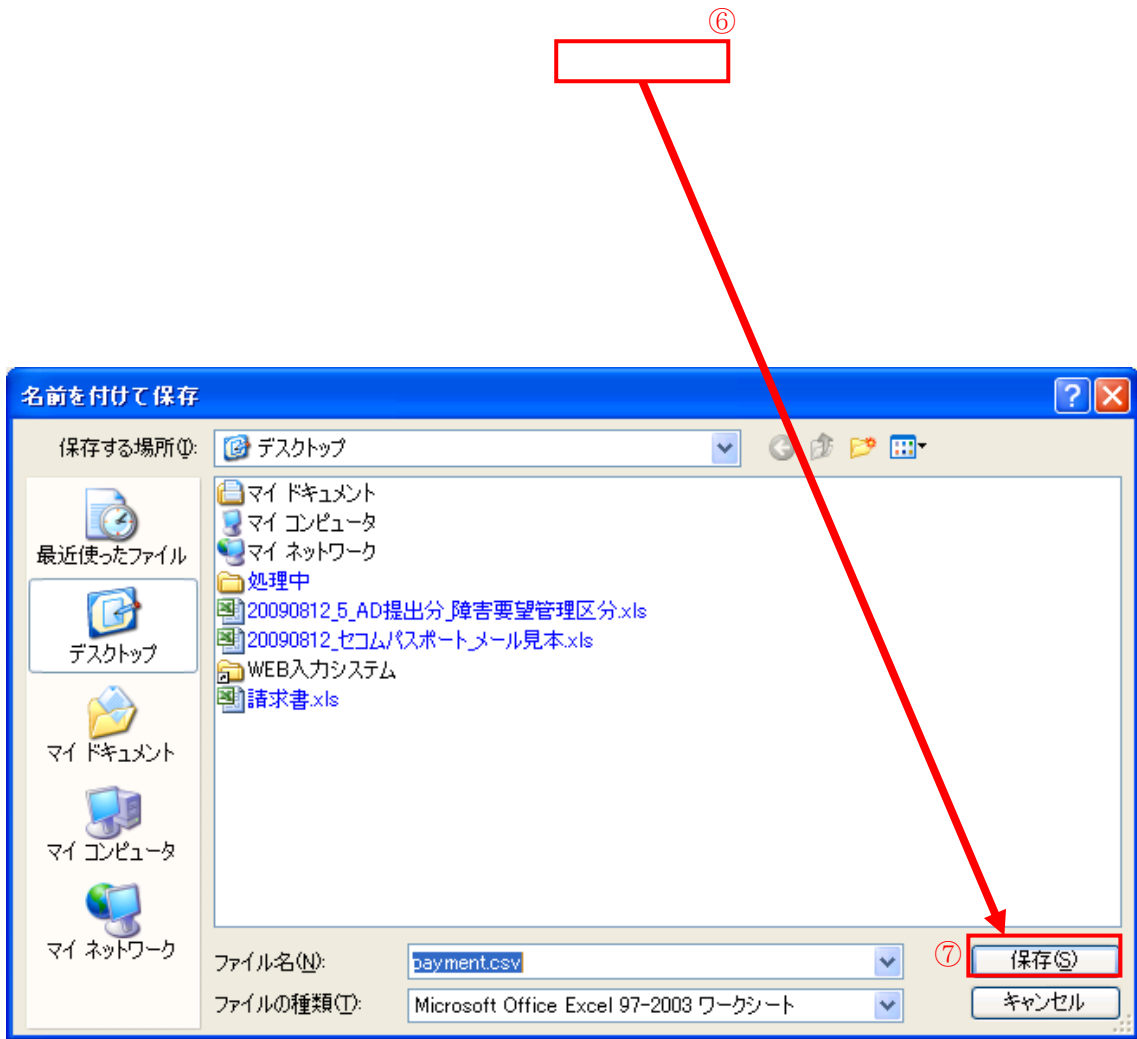 ⑥
名前を付けて保存
保存する場所(I):
デスクトップ
最近使ったファイル
デスクトップ
マイ ドキュメント
マイ コンピュータ
マイ ネットワーク
マイ ドキュメント
マイ コンピュータ
マイ ネットワーク
処理中
20090812_5_AD提出分_障害要望管理区分.xls
20090812_セコムパスポート_メール見本.xls
WEB入力システム
請求書.xls
ファイル名(N):
payment.csv
⑦
保存(S)
ファイルの種類(T):
Microsoft Office Excel 97-2003 ワークシート
キャンセル